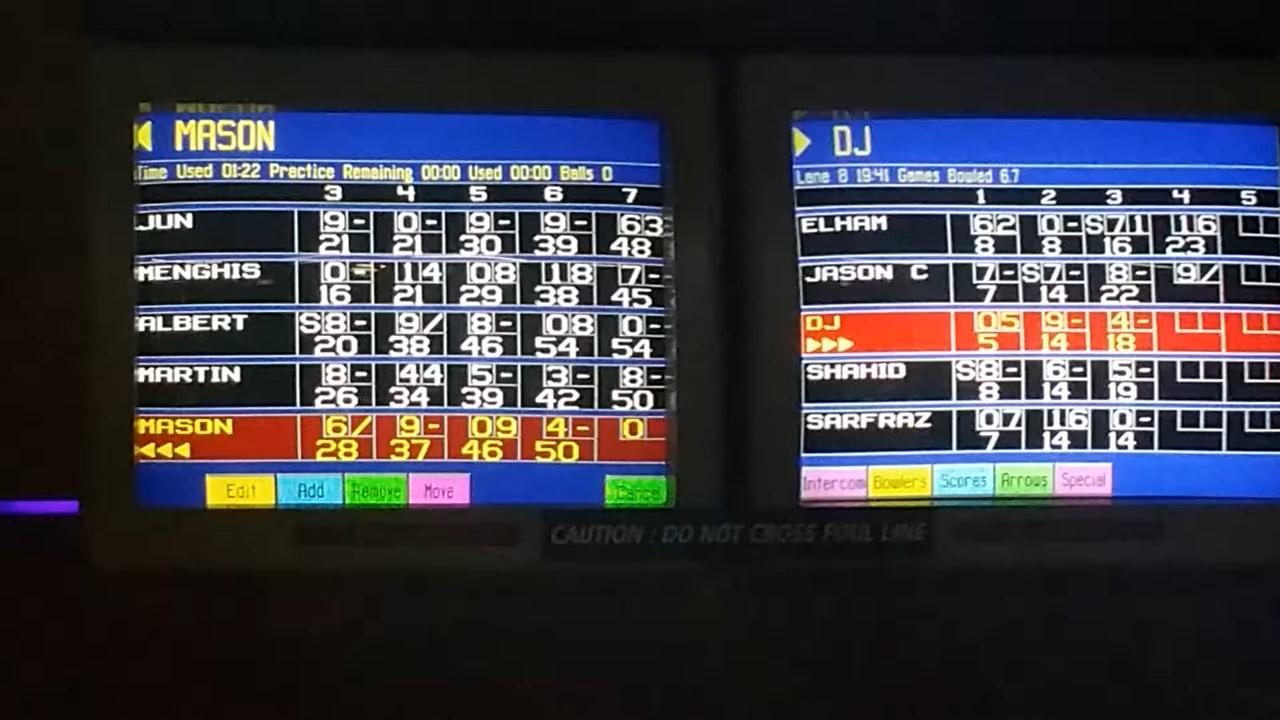 MASON
Time Used 01:22 Practice Remaining 00:00 Used 00:00 Balls 0
3 4 5 6 7
JUN 9- 0- 9- 9- 63
21 21 30 39 48
MENGHIS 0- 14 08 18 7-
16 21 29 38 45
ALBERT S8- 9/ 8- 08 0-
20 38 46 54 54
MARTIN 8- 44 5- 3- 8-
26 34 39 42 50
MASON 6/ 9- 09 4- 0
28 37 46 50
Edit Add Remove Move Cancel
DJ
Lane 8 19:41 Games Bowled 6.7
1 2 3 4 5
ELHAM 62 0- S71 16
8 8 16 23
JASON C 7- S7- 8- 9/
7 14 22
DJ 05 9- 4-
5 14 18
SHAHID S8- 6- 5-
8 14 19
SARFRAZ 07 16 0-
7 14 14
Intercom Bowlers Scores Arrows Special
CAUTION : DO NOT CROSS FOUL LINE